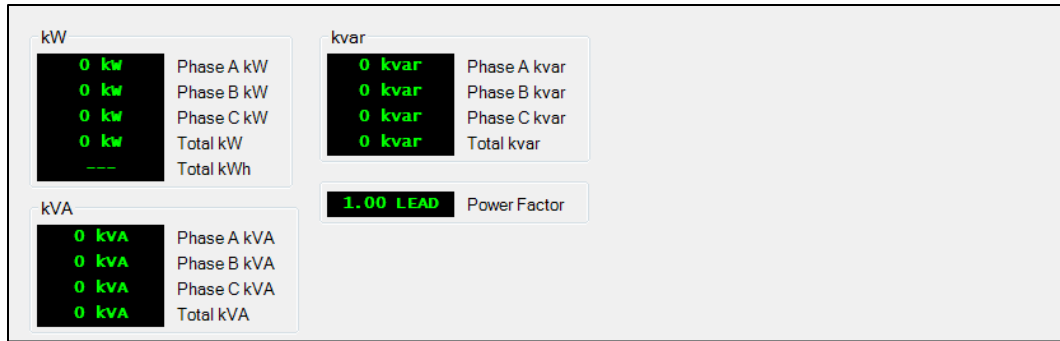 kW
0 kW Phase A kW
0 kW Phase B kW
0 kW Phase C kW
0 kW Total kW
--- Total kWh
kVA
0 kVA Phase A kVA
0 kVA Phase B kVA
0 kVA Phase C kVA
0 kVA Total kVA
kvar
0 kvar Phase A kvar
0 kvar Phase B kvar
0 kvar Phase C kvar
0 kvar Total kvar
1.00 LEAD Power Factor